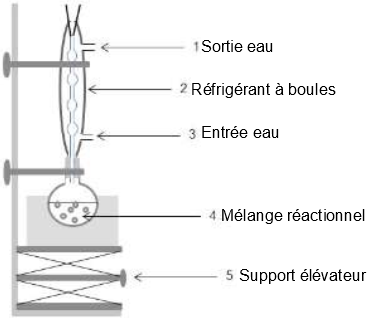 1 Sortie eau
2 Réfrigérant à boules
3 Entrée eau
4 Mélange réactionnel
5 Support élévateur